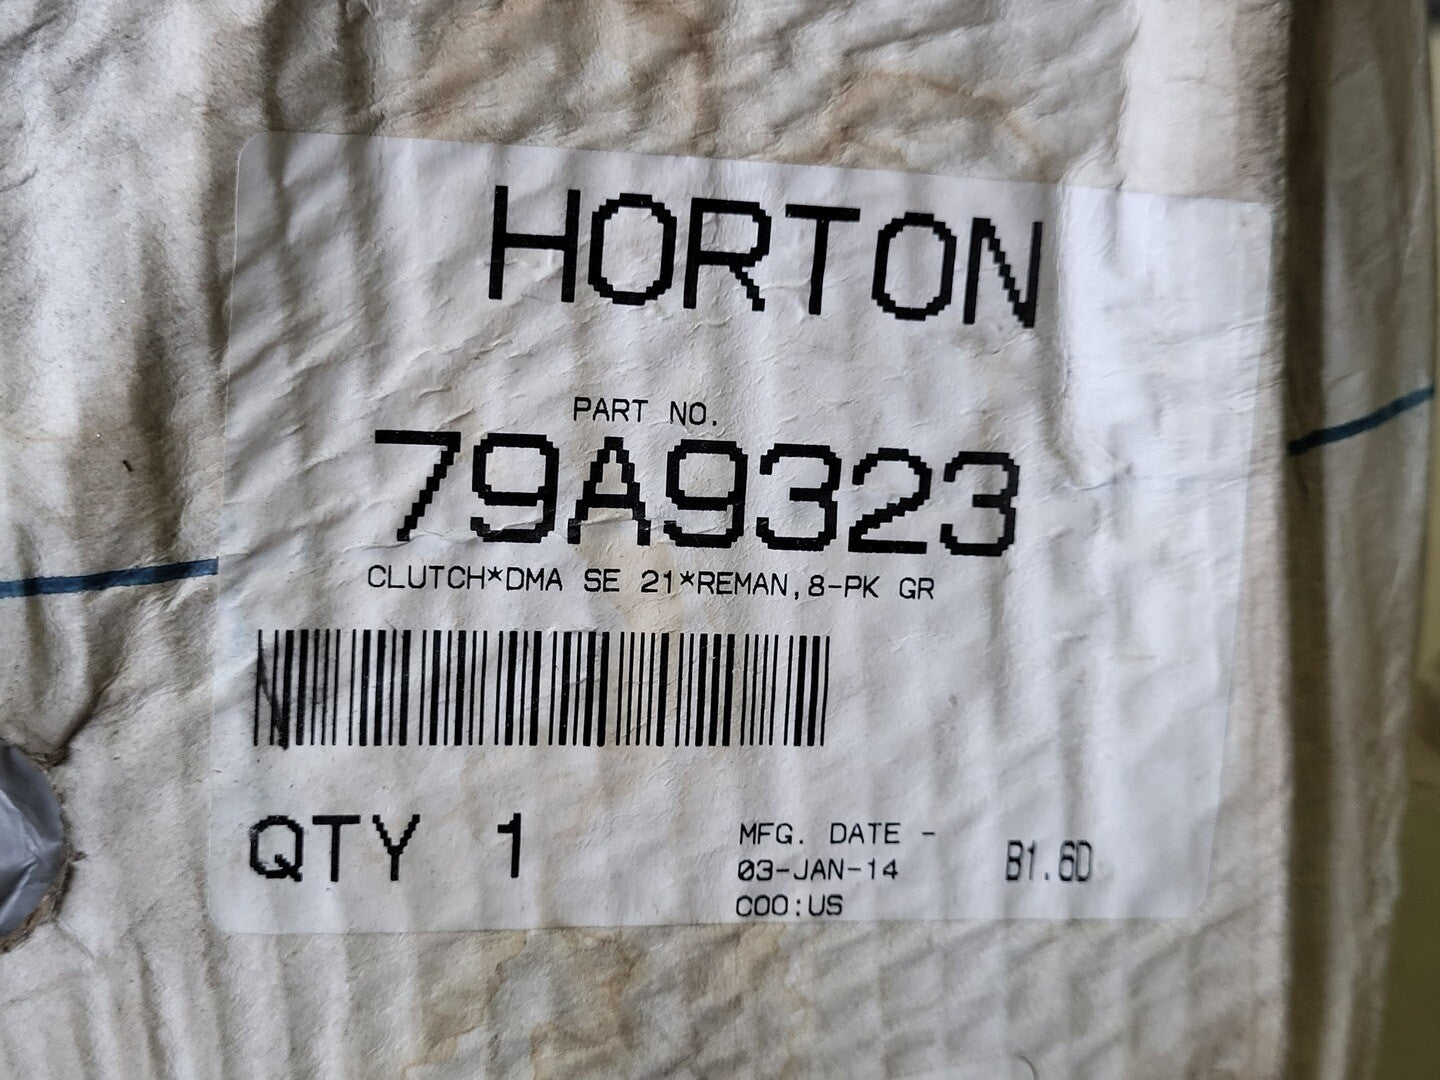 HORTON
PART NO.
79A9323
CLUTCH*DMA SE 21*REMAN,8-PK GR
QTY 1
MFG. DATE -
03-JAN-14
COO:US
B1.6D